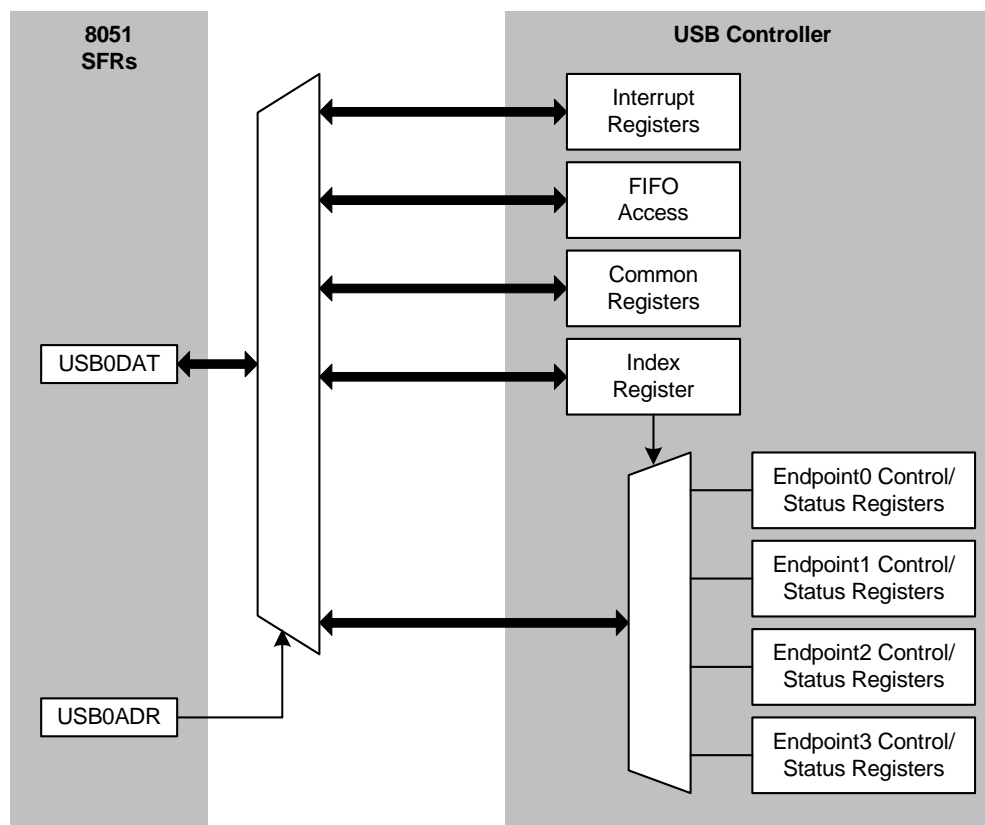 8051
SFRs
USB Controller
Interrupt
Registers
FIFO
Access
Common
Registers
USB0DAT
Index
Register
Endpoint0 Control/
Status Registers
Endpoint1 Control/
Status Registers
Endpoint2 Control/
Status Registers
USB0ADR
Endpoint3 Control/
Status Registers